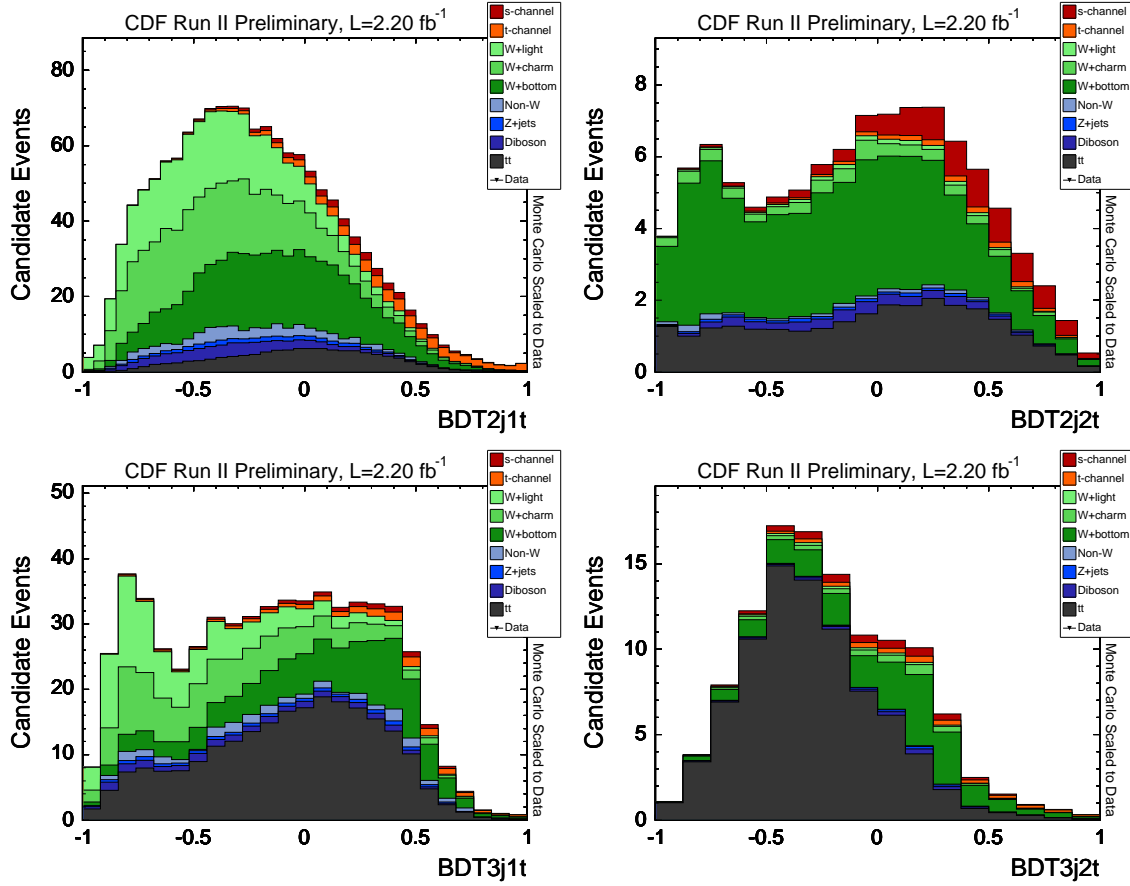 CDF Run II Preliminary, L=2.20 fb⁻¹
Candidate Events
80
60
40
20
0
-1
-0.5
0
0.5
1
BDT2j1t
Monte Carlo Scaled to Data
s-channel
t-channel
W+light
W+charm
W+bottom
Non-W
Z+jets
Diboson
tt
Data
CDF Run II Preliminary, L=2.20 fb⁻¹
Candidate Events
8
6
4
2
0
-1
-0.5
0
0.5
1
BDT2j2t
Monte Carlo Scaled to Data
s-channel
t-channel
W+light
W+charm
W+bottom
Non-W
Z+jets
Diboson
tt
Data
CDF Run II Preliminary, L=2.20 fb⁻¹
Candidate Events
50
40
30
20
10
0
-1
-0.5
0
0.5
1
BDT3j1t
Monte Carlo Scaled to Data
s-channel
t-channel
W+light
W+charm
W+bottom
Non-W
Z+jets
Diboson
tt
Data
CDF Run II Preliminary, L=2.20 fb⁻¹
Candidate Events
15
10
5
0
-1
-0.5
0
0.5
1
BDT3j2t
Monte Carlo Scaled to Data
s-channel
t-channel
W+light
W+charm
W+bottom
Non-W
Z+jets
Diboson
tt
Data